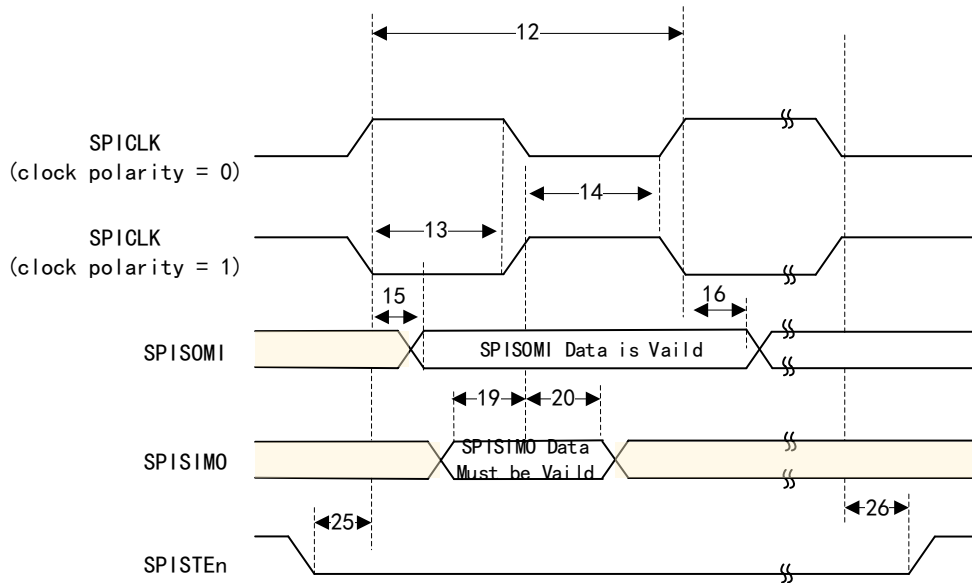 12
SPICLK
(clock polarity = 0)
14
13
SPICLK
(clock polarity = 1)
15
16
SPISOMI
SPISOMI Data is Vaild
19
20
SPISIMO
SPISIMO Data
Must be Vaild
25
26
SPISTEn